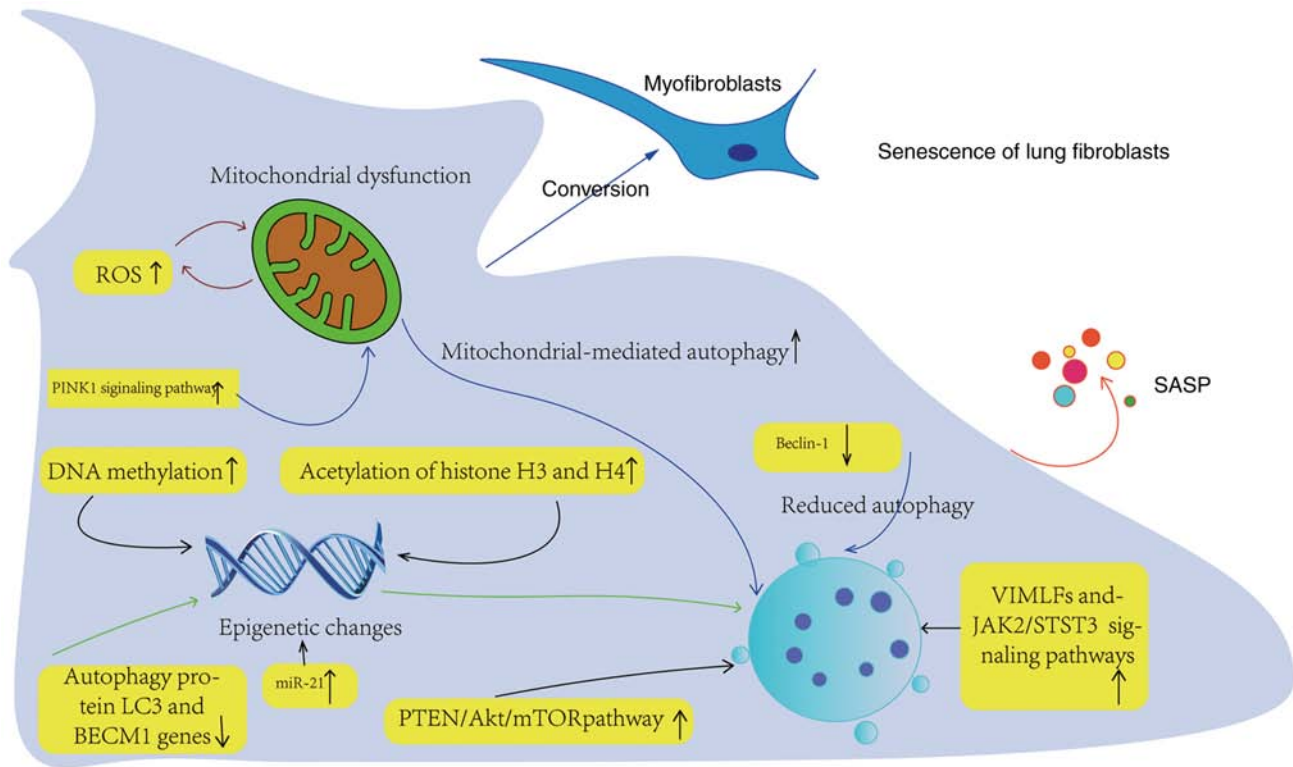 Myofibroblasts
Senescence of lung fibroblasts
Mitochondrial dysfunction
Conversion
ROS ↑
Mitochondrial-mediated autophagy ↑
PINK1 siginaling pathway ↑
SASP
Beclin-1 ↓
DNA methylation ↑
Acetylation of histone H3 and H4 ↑
Reduced autophagy
Epigenetic changes
VIMLFs and-
JAK2/STST3 sig-
naling pathways
↑
Autophagy pro-
tein LC3 and
BECM1 genes ↓
miR-21 ↑
PTEN/Akt/mTORpathway ↑